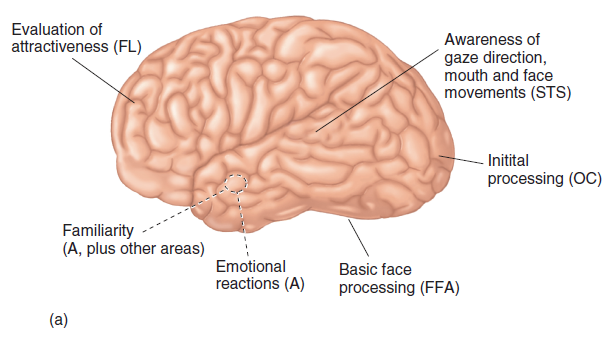 Evaluation of
attractiveness (FL)
Awareness of
gaze direction,
mouth and face
movements (STS)
Initital
processing (OC)
Familiarity
(A, plus other areas)
Emotional
reactions (A)
Basic face
processing (FFA)
(a)